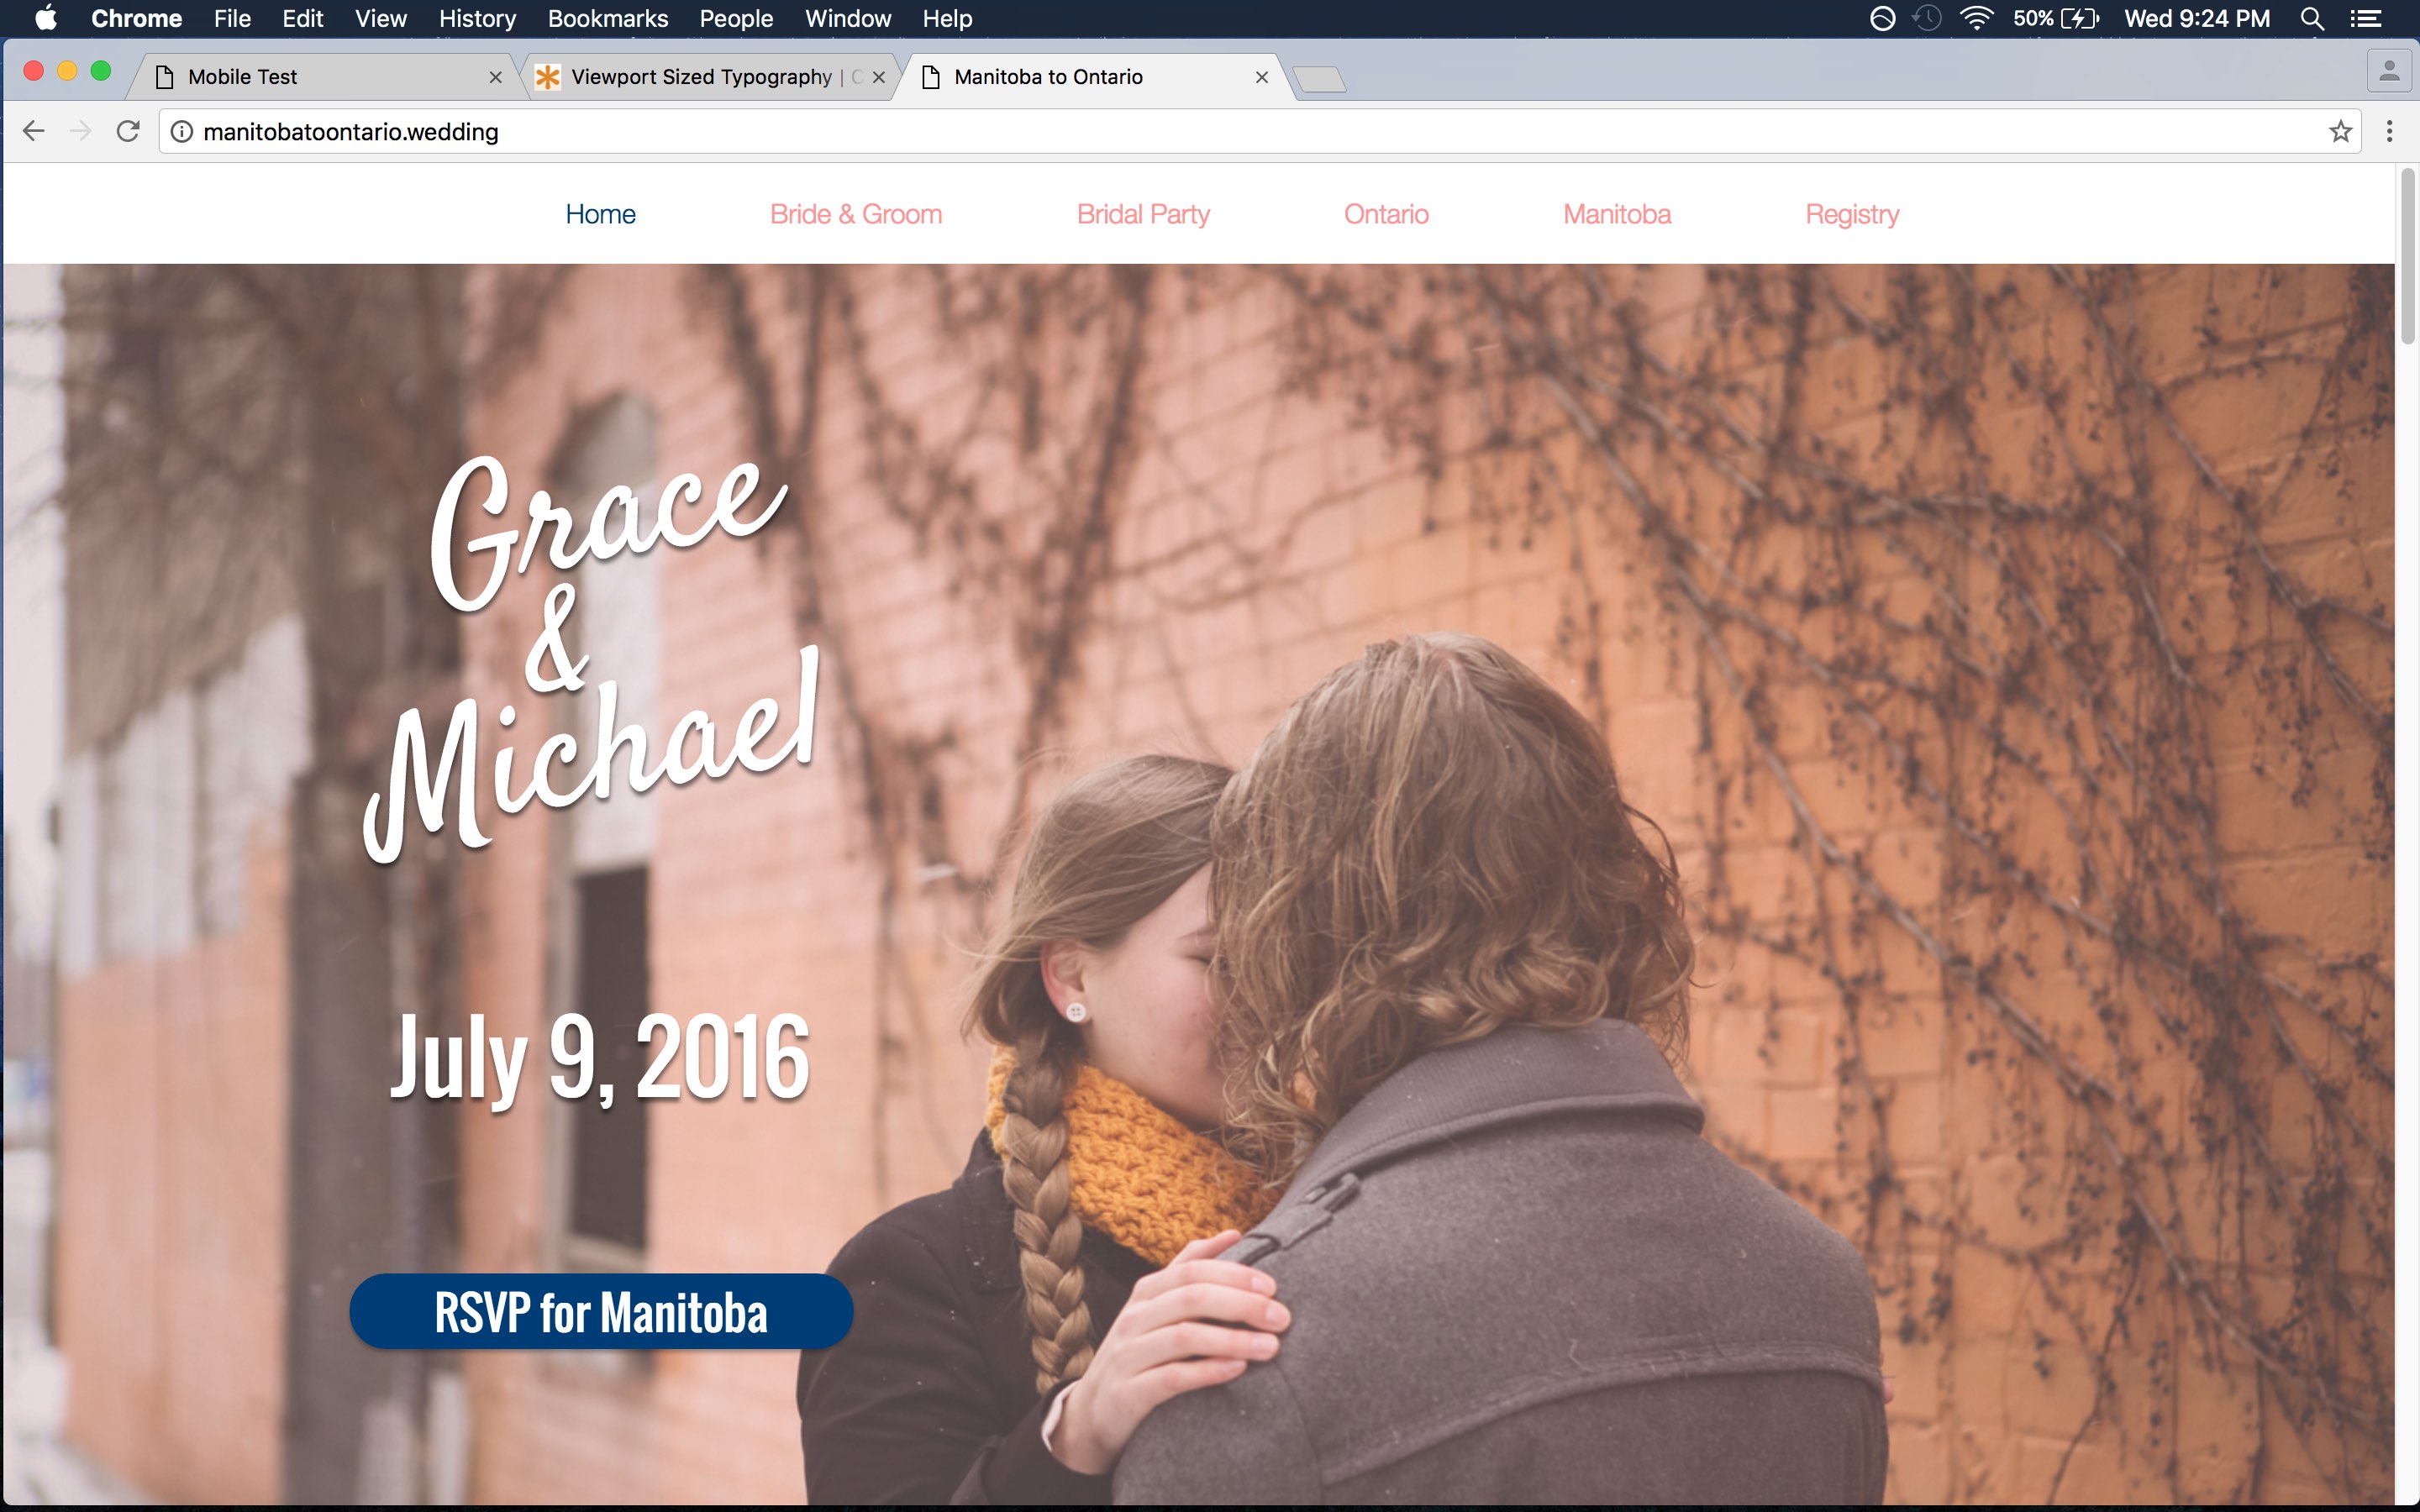 Chrome File Edit View History Bookmarks People Window Help 50% Wed 9:24 PM
Mobile Test Viewport Sized Typography | Manitoba to Ontario
manitobatoontario.wedding
Home Bride & Groom Bridal Party Ontario Manitoba Registry
Grace
&
Michael
July 9, 2016
RSVP for Manitoba